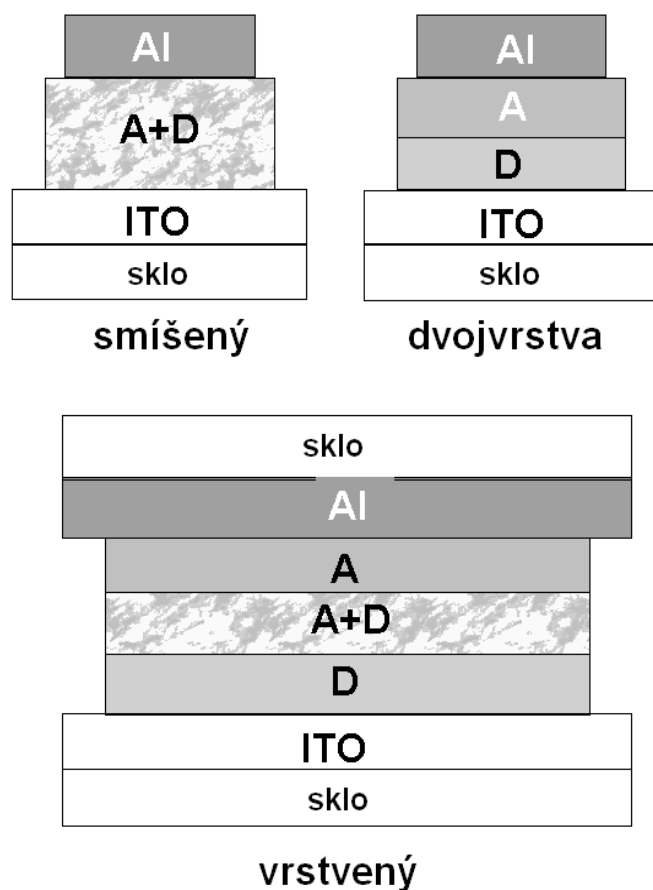 Al
A+D
ITO
sklo
smíšený
Al
A
D
ITO
sklo
dvojvrstva
sklo
Al
A
A+D
D
ITO
sklo
vrstvený